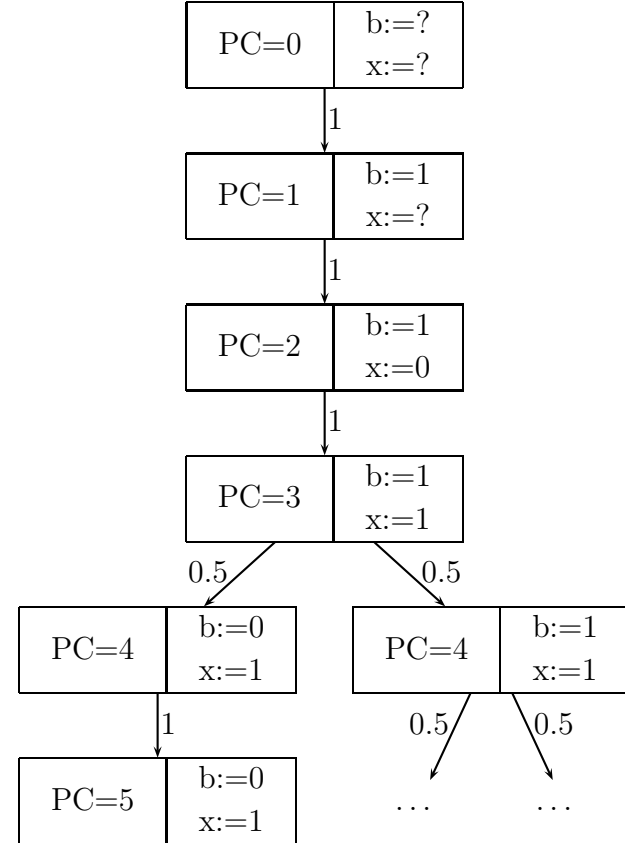 PC=0
b:=?
x:=?
1
PC=1
b:=1
x:=?
1
PC=2
b:=1
x:=0
1
PC=3
b:=1
x:=1
0.5
0.5
PC=4
b:=0
x:=1
PC=4
b:=1
x:=1
1
0.5
0.5
PC=5
b:=0
x:=1
...
...